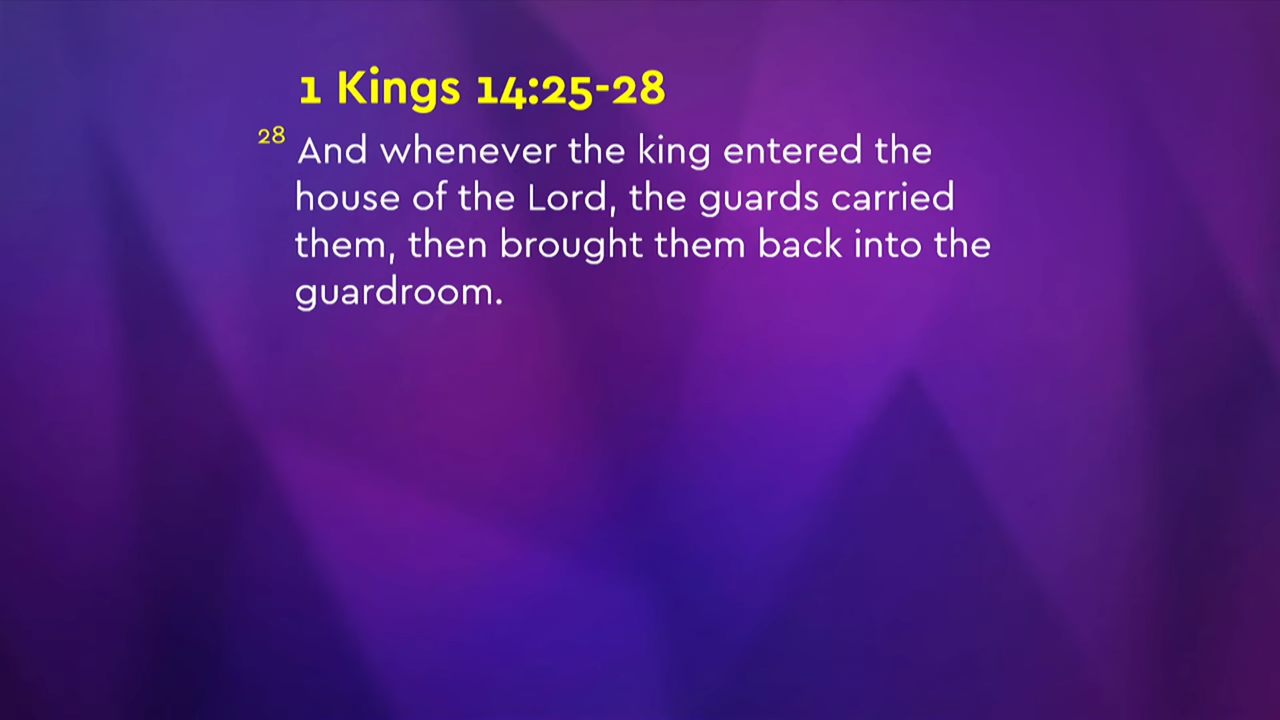 1 Kings 14:25-28
28 And whenever the king entered the
house of the Lord, the guards carried
them, then brought them back into the
guardroom.